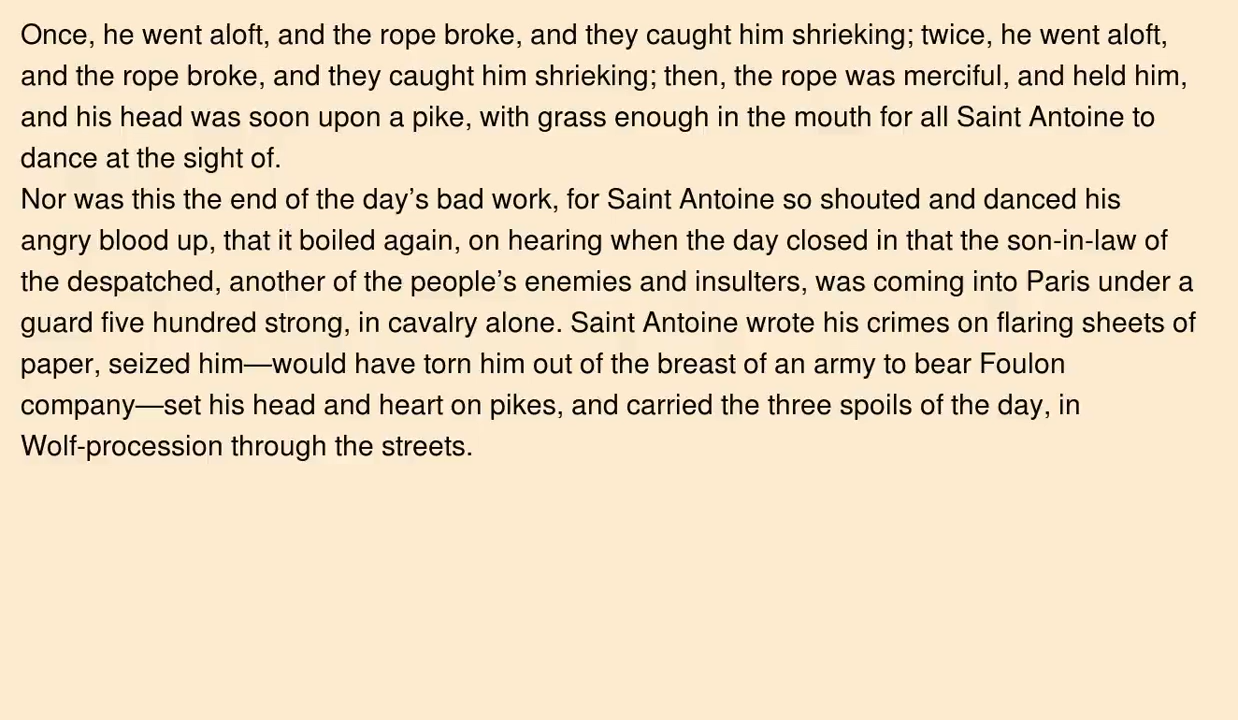 Once, he went aloft, and the rope broke, and they caught him shrieking; twice, he went aloft,
and the rope broke, and they caught him shrieking; then, the rope was merciful, and held him,
and his head was soon upon a pike, with grass enough in the mouth for all Saint Antoine to
dance at the sight of.
Nor was this the end of the day’s bad work, for Saint Antoine so shouted and danced his
angry blood up, that it boiled again, on hearing when the day closed in that the son-in-law of
the despatched, another of the people’s enemies and insulters, was coming into Paris under a
guard five hundred strong, in cavalry alone. Saint Antoine wrote his crimes on flaring sheets of
paper, seized him—would have torn him out of the breast of an army to bear Foulon
company—set his head and heart on pikes, and carried the three spoils of the day, in
Wolf-procession through the streets.